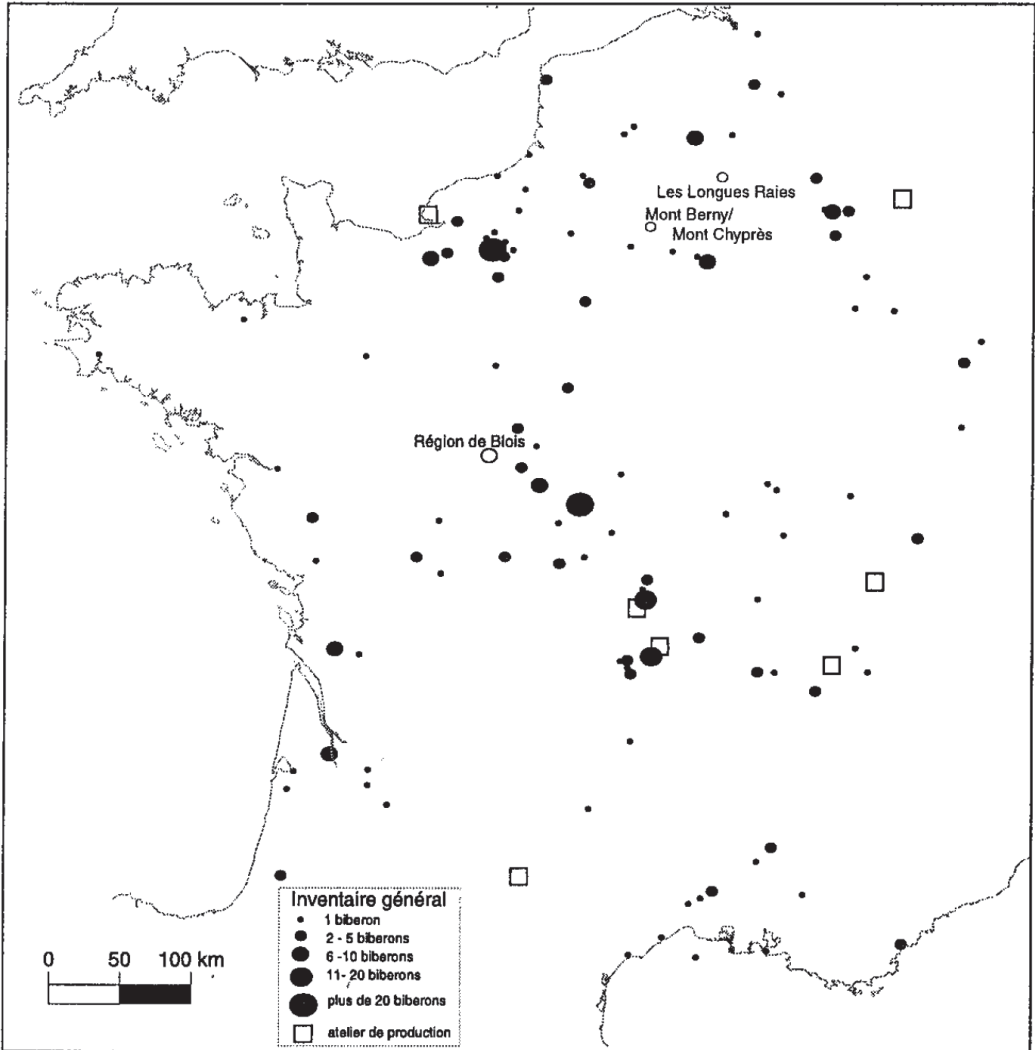 Les Longues Raies
Mont Berny/
Mont Chyprès
Région de Blois
Inventaire général
1 biberon
2 - 5 biberons
6 -10 biberons
11- 20 biberons
plus de 20 biberons
atelier de production
0 50 100 km